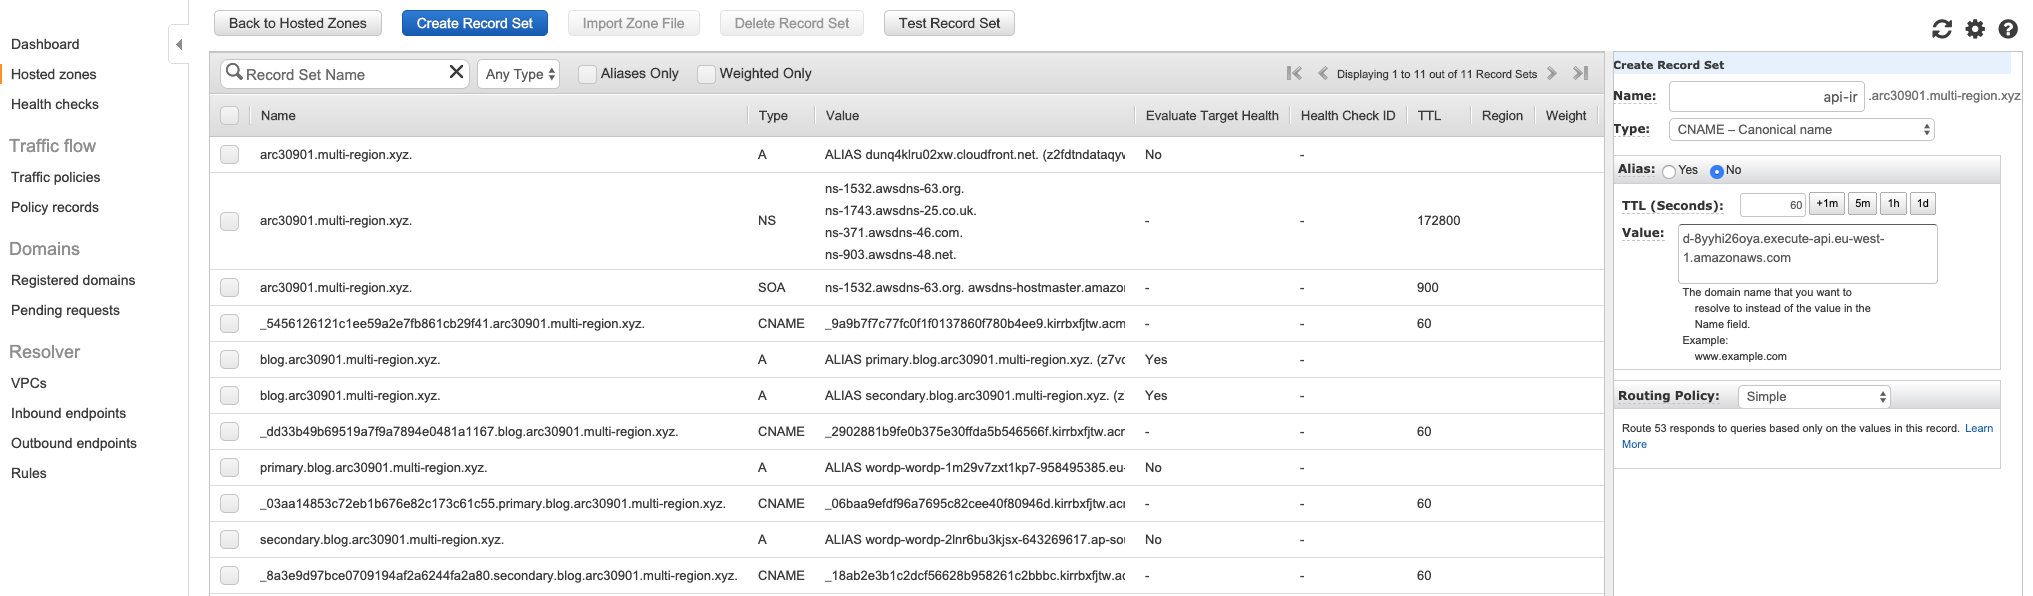 Back to Hosted Zones Create Record Set Import Zone File Delete Record Set Test Record Set
Dashboard
Hosted zones
Health checks
Traffic flow
Traffic policies
Policy records
Domains
Registered domains
Pending requests
Resolver
VPCs
Inbound endpoints
Outbound endpoints
Rules
Record Set Name Any Type Aliases Only Weighted Only Displaying 1 to 11 out of 11 Record Sets
Name Type Value Evaluate Target Health Health Check ID TTL Region Weight
arc30901.multi-region.xyz. A ALIAS dunq4klru02xw.cloudfront.net. (z2fdtndataqyv No -
ns-1532.awsdns-63.org.
ns-1743.awsdns-25.co.uk.
arc30901.multi-region.xyz. NS - - 172800
ns-371.awsdns-46.com.
ns-903.awsdns-48.net.
arc30901.multi-region.xyz. SOA ns-1532.awsdns-63.org. awsdns-hostmaster.amazor - - 900
_5456126121c1ee59a2e7fb861cb29f41.arc30901.multi-region.xyz. CNAME _9a9b7f7c77fc0f1f0137860f780b4ee9.kirrbxfjtw.acm - - 60
blog.arc30901.multi-region.xyz. A ALIAS primary.blog.arc30901.multi-region.xyz. (z7vc Yes -
blog.arc30901.multi-region.xyz. A ALIAS secondary.blog.arc30901.multi-region.xyz. (z Yes -
_dd33b49b69519a7f9a7894e0481a1167.blog.arc30901.multi-region.xyz. CNAME _2902881b9fe0b375e30ffda5b546566f.kirrbxfjtw.acr - - 60
primary.blog.arc30901.multi-region.xyz. A ALIAS wordp-wordp-1m29v7zxt1kp7-958495385.eu- No -
_03aa14853c72eb1b676e82c173c61c55.primary.blog.arc30901.multi-region.xyz. CNAME _06baa9efdf96a7695c82cee40f80946d.kirrbxfjtw.acr - - 60
secondary.blog.arc30901.multi-region.xyz. A ALIAS wordp-wordp-2lnr6bu3kjsx-643269617.ap-sou No -
_8a3e9d97bce0709194af2a6244fa2a80.secondary.blog.arc30901.multi-region.xyz. CNAME _18ab2e3b1c2dcf56628b958261c2bbbc.kirrbxfjtw.ac - - 60
Create Record Set
Name: api-ir .arc30901.multi-region.xyz
Type: CNAME – Canonical name
Alias: Yes No
TTL (Seconds): 60 +1m 5m 1h 1d
Value: d-8yyhi26oya.execute-api.eu-west-
1.amazonaws.com
The domain name that you want to
resolve to instead of the value in the
Name field.
Example:
www.example.com
Routing Policy: Simple
Route 53 responds to queries based only on the values in this record. Learn
More